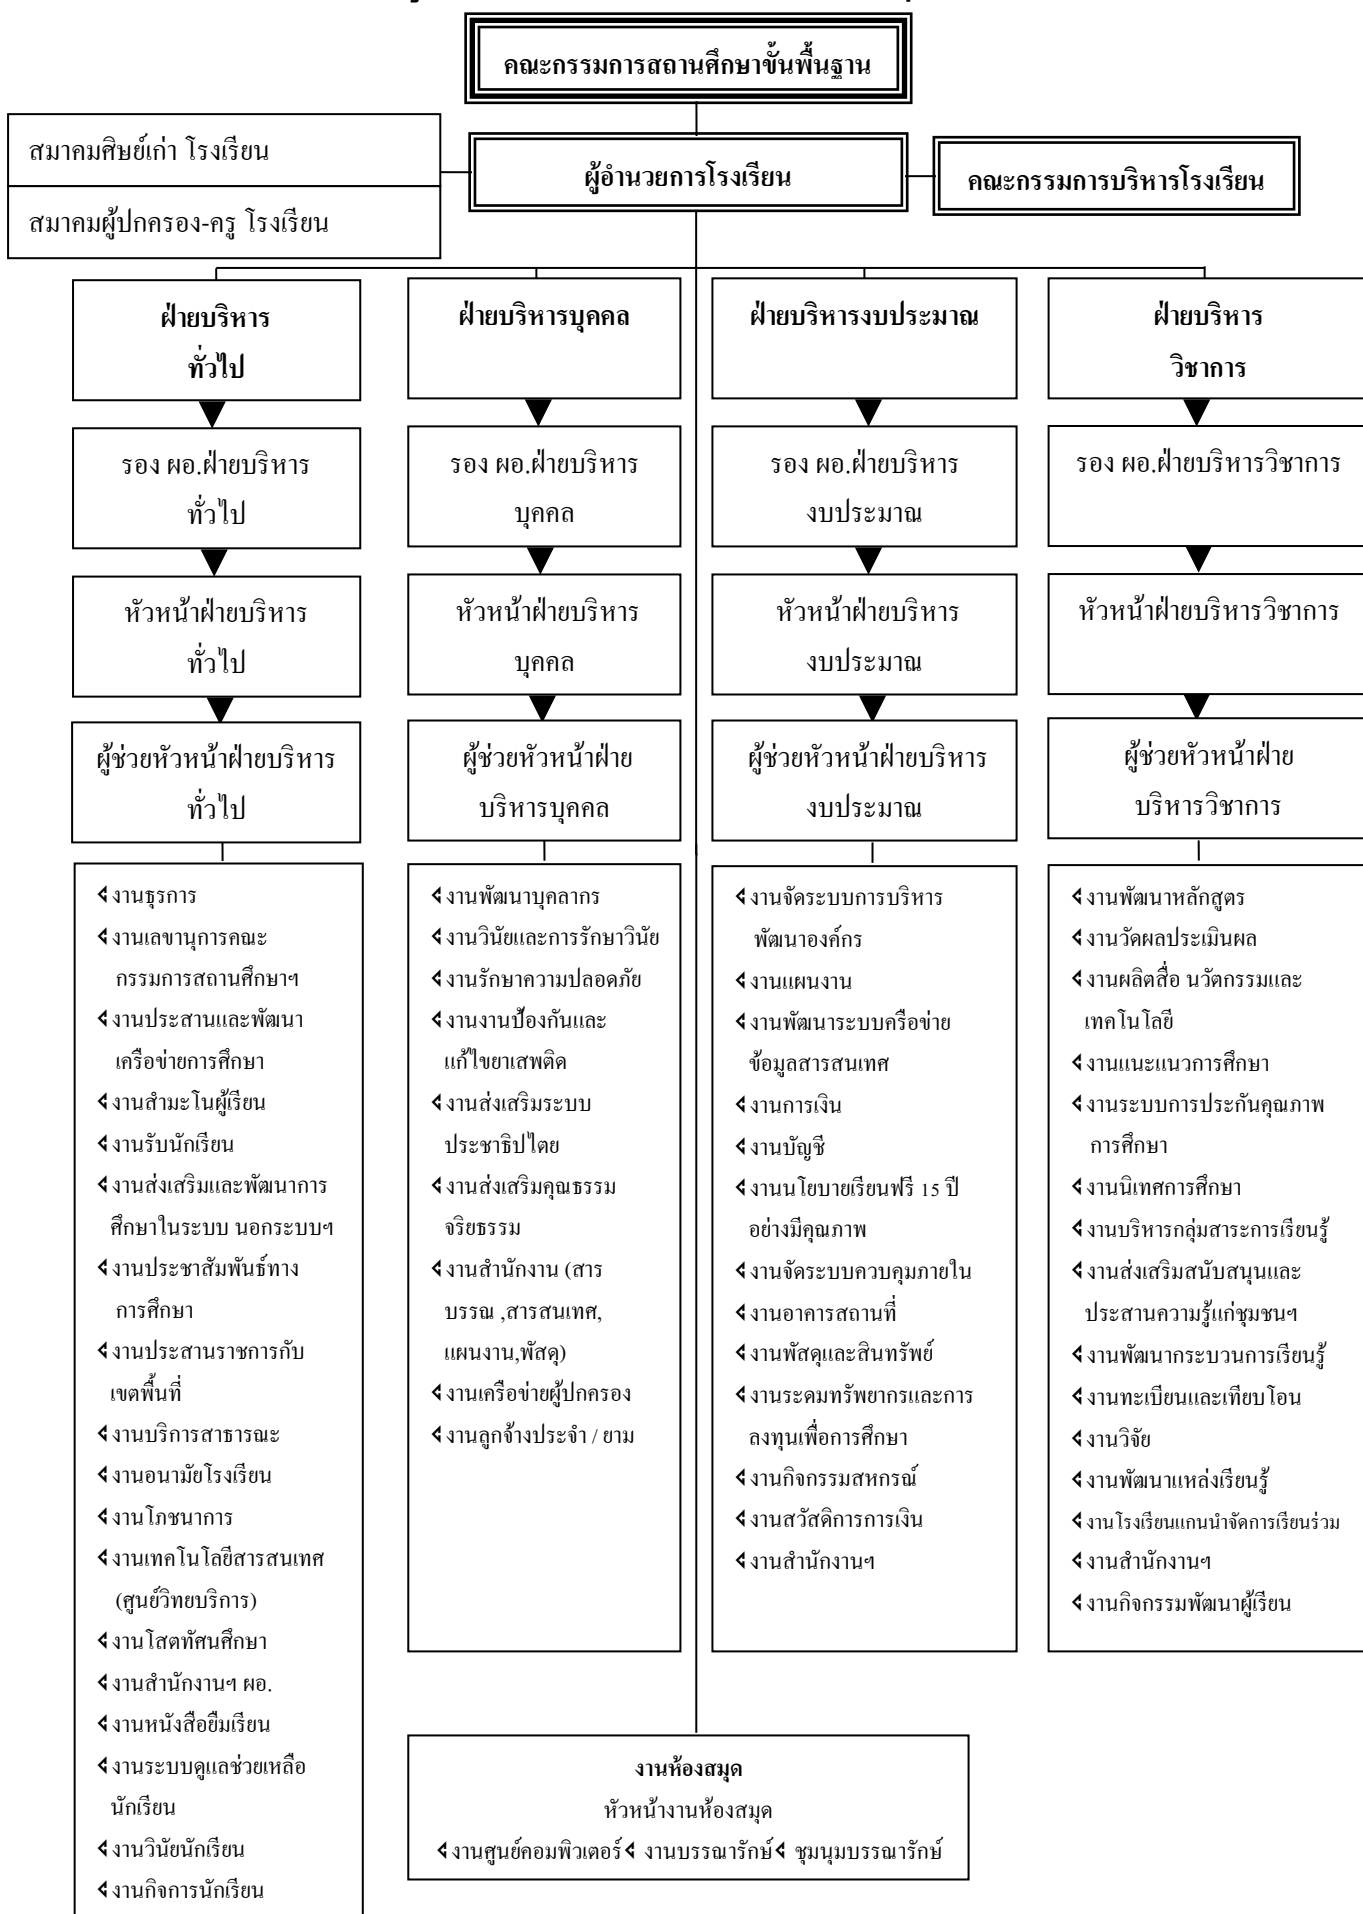 คณะกรรมการสถานศึกษาขั้นพื้นฐาน
สมาคมศิษย์เก่า โรงเรียน
สมาคมผู้ปกครอง-ครู โรงเรียน
ผู้อำนวยการโรงเรียน
คณะกรรมการบริหารโรงเรียน
ฝ่ายบริหาร
ทั่วไป
รอง ผอ.ฝ่ายบริหาร
ทั่วไป
หัวหน้าฝ่ายบริหาร
ทั่วไป
ผู้ช่วยหัวหน้าฝ่ายบริหาร
ทั่วไป
งานธุรการ
งานเลขานุการคณะ
กรรมการสถานศึกษาฯ
งานประสานและพัฒนา
เครือข่ายการศึกษา
งานสำมะโนผู้เรียน
งานรับนักเรียน
งานส่งเสริมและพัฒนาการ
ศึกษาในระบบ นอกระบบฯ
งานประชาสัมพันธ์ทาง
การศึกษา
งานประสานราชการกับ
เขตพื้นที่
งานบริการสาธารณะ
งานอนามัยโรงเรียน
งานโภชนาการ
งานเทคโนโลยีสารสนเทศ
(ศูนย์วิทยบริการ)
งานโสตทัศนศึกษา
งานสำนักงานฯ ผอ.
งานหนังสือยืมเรียน
งานระบบดูแลช่วยเหลือ
นักเรียน
งานวินัยนักเรียน
งานกิจการนักเรียน
ฝ่ายบริหารบุคคล
รอง ผอ.ฝ่ายบริหาร
บุคคล
หัวหน้าฝ่ายบริหาร
บุคคล
ผู้ช่วยหัวหน้าฝ่าย
บริหารบุคคล
งานพัฒนาบุคลากร
งานวินัยและการรักษาวินัย
งานรักษาความปลอดภัย
งานงานป้องกันและ
แก้ไขยาเสพติด
งานส่งเสริมระบบ
ประชาธิปไตย
งานส่งเสริมคุณธรรม
จริยธรรม
งานสำนักงาน (สาร
บรรณ ,สารสนเทศ,
แผนงาน,พัสดุ)
งานเครือข่ายผู้ปกครอง
งานลูกจ้างประจำ / ยาม
ฝ่ายบริหารงบประมาณ
รอง ผอ.ฝ่ายบริหาร
งบประมาณ
หัวหน้าฝ่ายบริหาร
งบประมาณ
ผู้ช่วยหัวหน้าฝ่ายบริหาร
งบประมาณ
งานจัดระบบการบริหาร
พัฒนาองค์กร
งานแผนงาน
งานพัฒนาระบบครือข่าย
ข้อมูลสารสนเทศ
งานการเงิน
งานบัญชี
งานนโยบายเรียนฟรี 15 ปี
อย่างมีคุณภาพ
งานจัดระบบควบคุมภายใน
งานอาคารสถานที่
งานพัสดุและสินทรัพย์
งานระดมทรัพยากรและการ
ลงทุนเพื่อการศึกษา
งานกิจกรรมสหกรณ์
งานสวัสดิการการเงิน
งานสำนักงานฯ
ฝ่ายบริหาร
วิชาการ
รอง ผอ.ฝ่ายบริหารวิชาการ
หัวหน้าฝ่ายบริหารวิชาการ
ผู้ช่วยหัวหน้าฝ่าย
บริหารวิชาการ
งานพัฒนาหลักสูตร
งานวัดผลประเมินผล
งานผลิตสื่อ นวัตกรรมและ
เทคโนโลยี
งานแนะแนวการศึกษา
งานระบบการประกันคุณภาพ
การศึกษา
งานนิเทศการศึกษา
งานบริหารกลุ่มสาระการเรียนรู้
งานส่งเสริมสนับสนุนและ
ประสานความรู้แก่ชุมชนฯ
งานพัฒนากระบวนการเรียนรู้
งานทะเบียนและเทียบโอน
งานวิจัย
งานพัฒนาแหล่งเรียนรู้
งานโรงเรียนแกนนำจัดการเรียนร่วม
งานสำนักงานฯ
งานกิจกรรมพัฒนาผู้เรียน
งานห้องสมุด
หัวหน้างานห้องสมุด
งานศูนย์คอมพิวเตอร์ งานบรรณารักษ์ ชุมนุมบรรณารักษ์